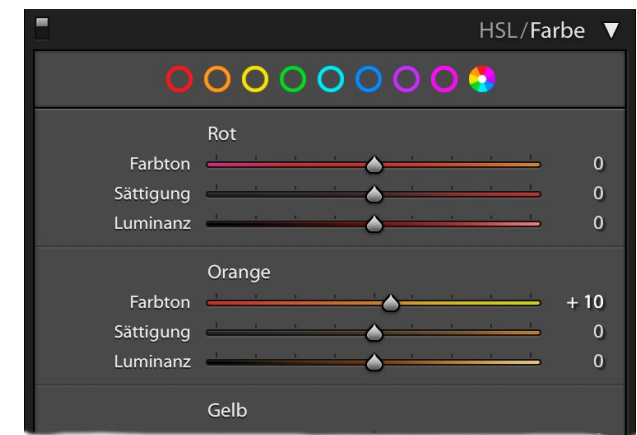 HSL/Farbe
Rot
Farbton 0
Sättigung 0
Luminanz 0
Orange
Farbton + 10
Sättigung 0
Luminanz 0
Gelb